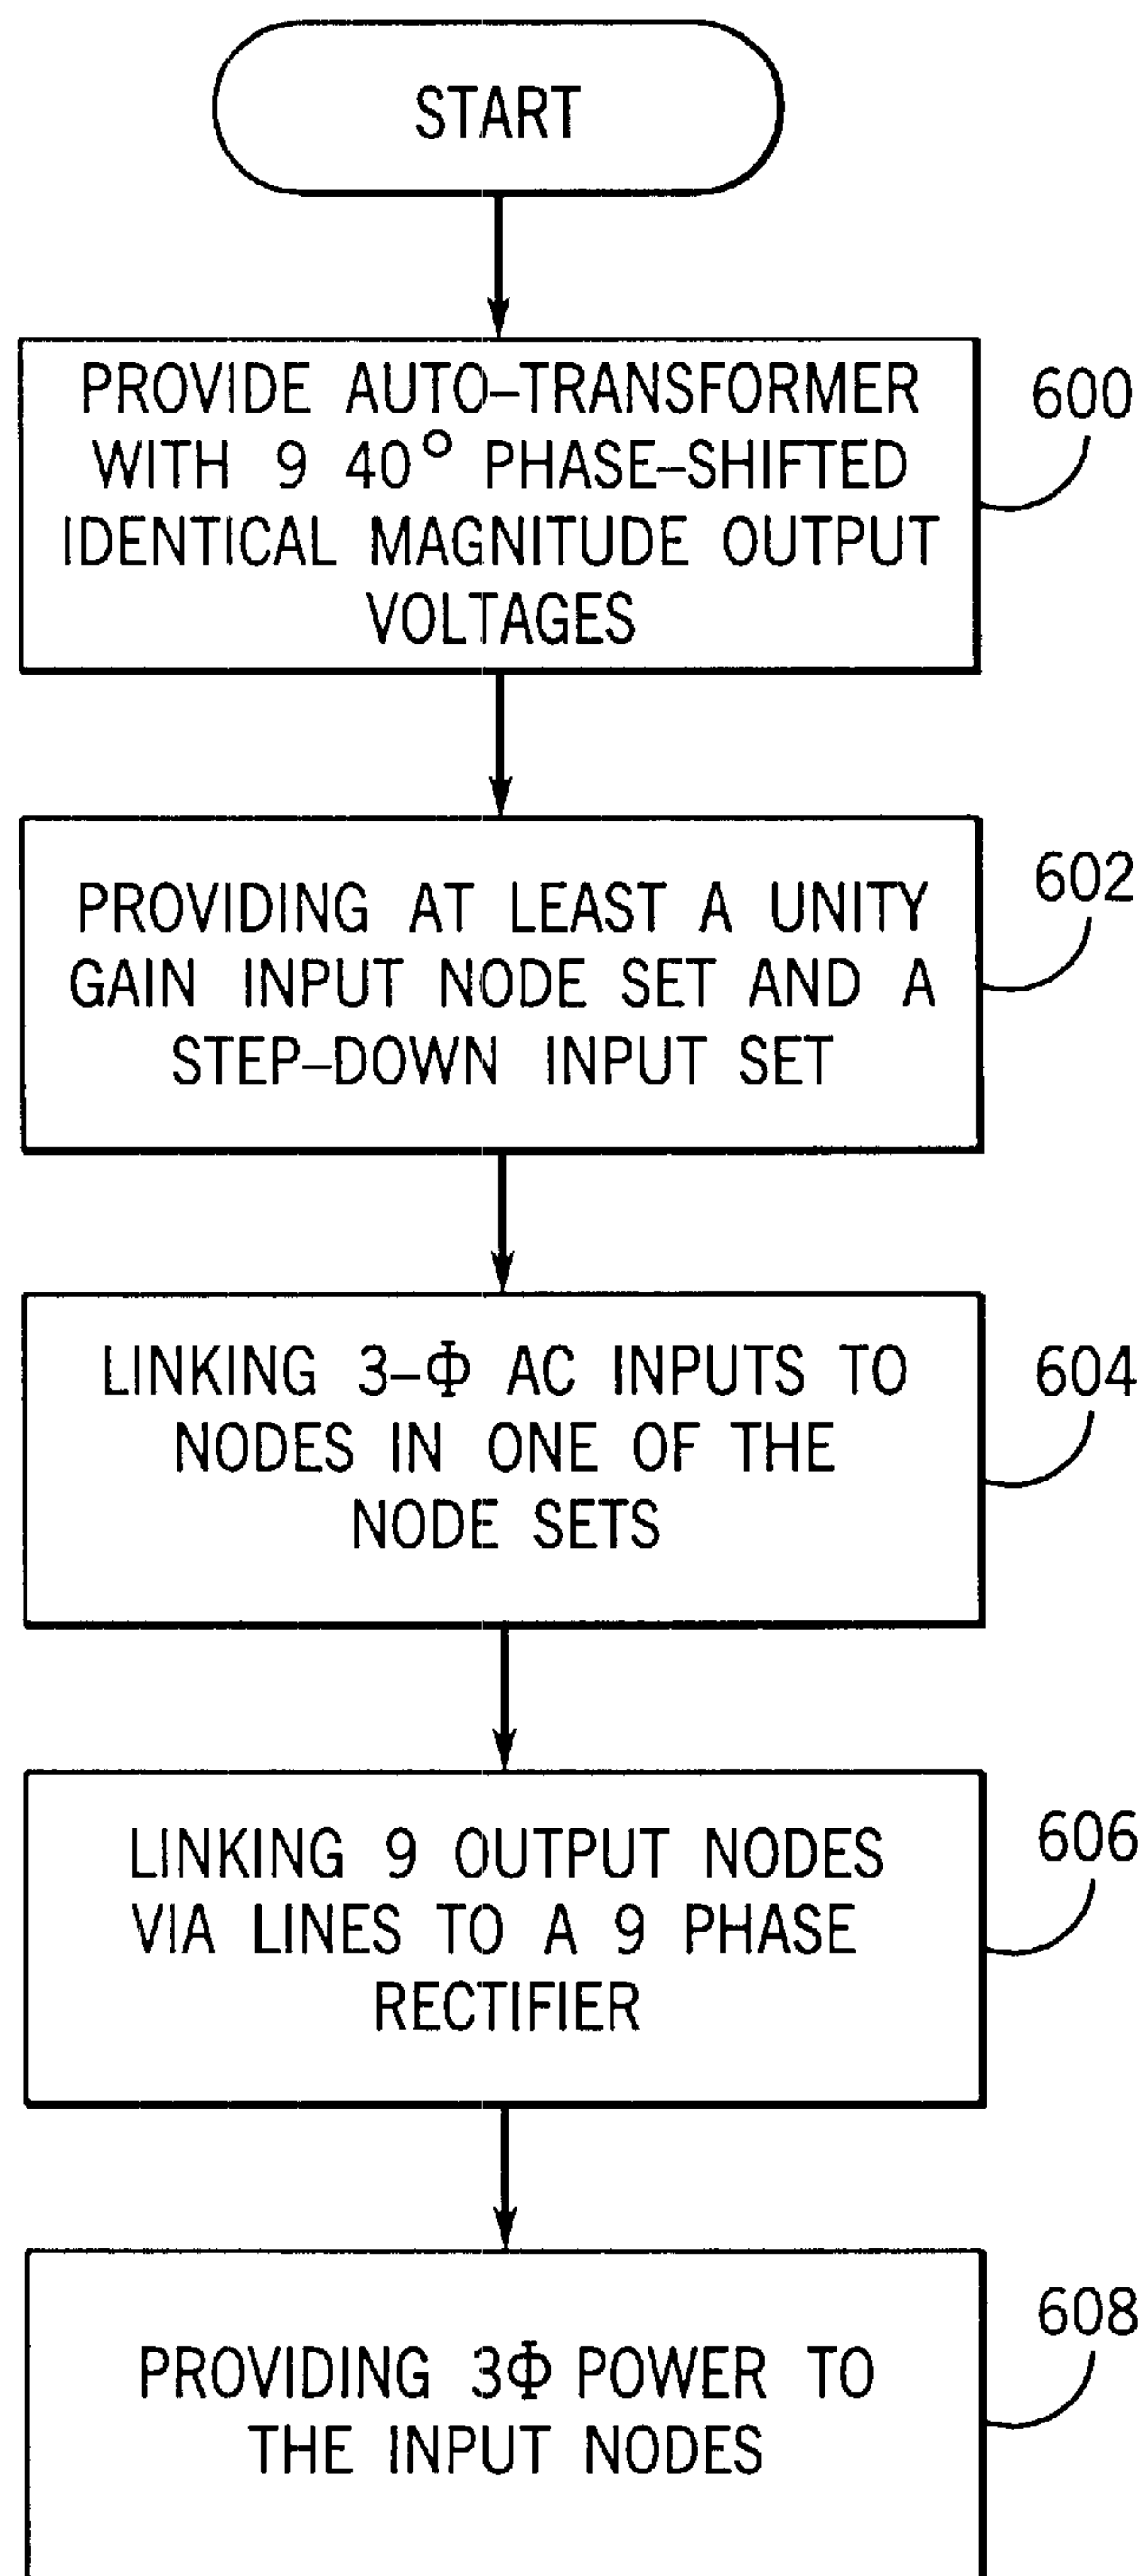 START
PROVIDE AUTO-TRANSFORMER
WITH 9 40° PHASE-SHIFTED
IDENTICAL MAGNITUDE OUTPUT
VOLTAGES
600
PROVIDING AT LEAST A UNITY
GAIN INPUT NODE SET AND A
STEP-DOWN INPUT SET
602
LINKING 3-Φ AC INPUTS TO
NODES IN ONE OF THE
NODE SETS
604
LINKING 9 OUTPUT NODES
VIA LINES TO A 9 PHASE
RECTIFIER
606
PROVIDING 3Φ POWER TO
THE INPUT NODES
608